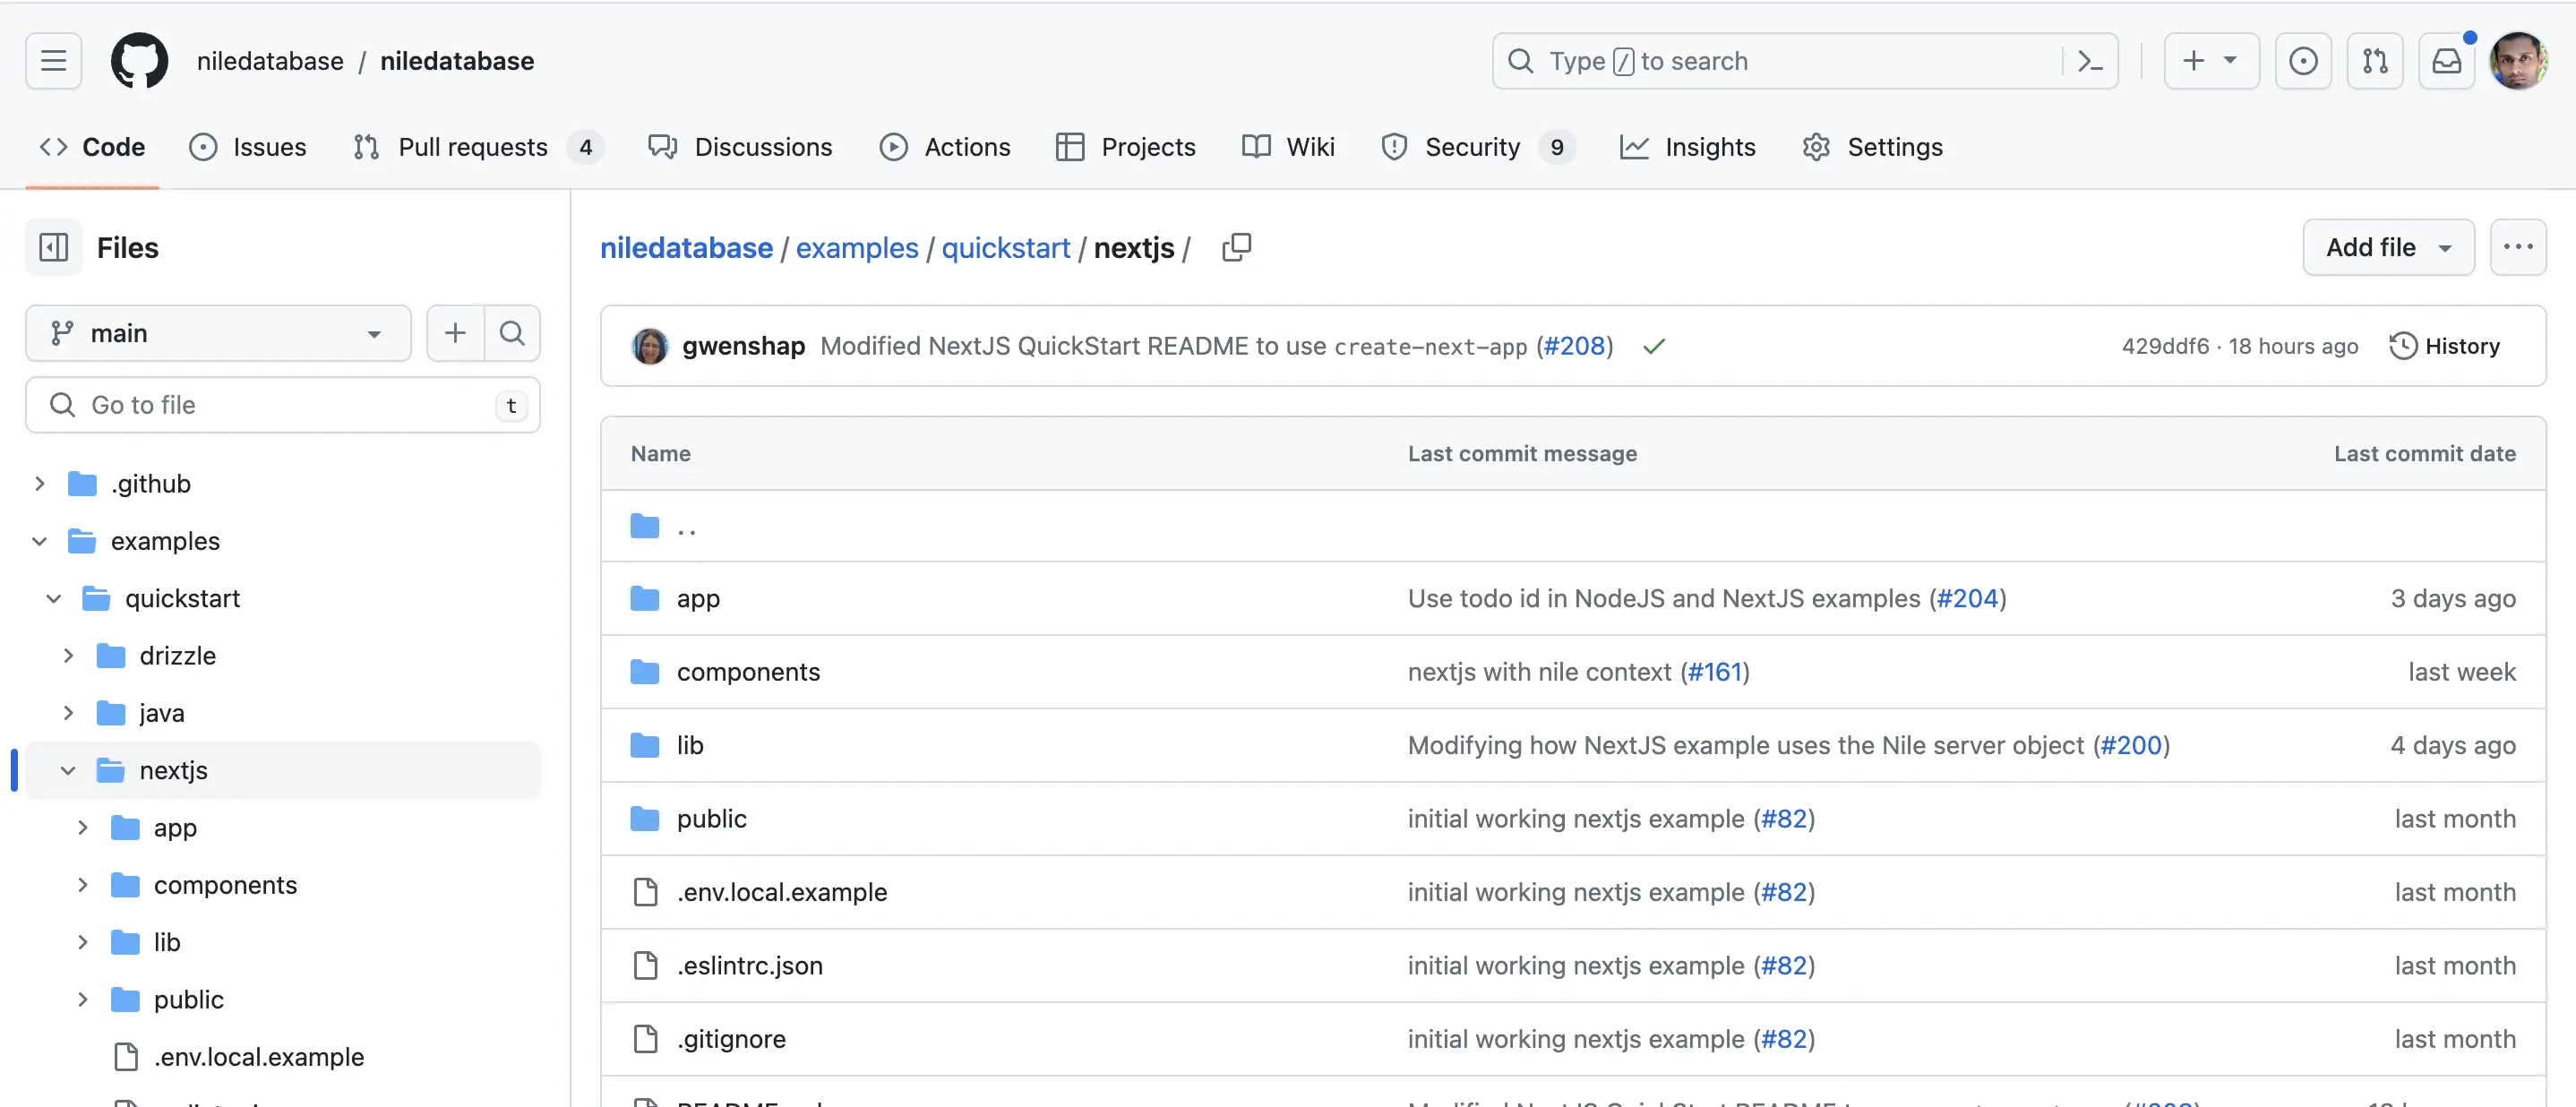 niledatabase / niledatabase
Type / to search
Code
Issues
Pull requests 4
Discussions
Actions
Projects
Wiki
Security 9
Insights
Settings
Files
main
Go to file t
.github
examples
quickstart
drizzle
java
nextjs
app
components
lib
public
.env.local.example
niledatabase / examples / quickstart / nextjs /
Add file
gwenshap Modified NextJS QuickStart README to use create-next-app (#208)
429ddf6 · 18 hours ago History
Name Last commit message Last commit date
..
app Use todo id in NodeJS and NextJS examples (#204) 3 days ago
components nextjs with nile context (#161) last week
lib Modifying how NextJS example uses the Nile server object (#200) 4 days ago
public initial working nextjs example (#82) last month
.env.local.example initial working nextjs example (#82) last month
.eslintrc.json initial working nextjs example (#82) last month
.gitignore initial working nextjs example (#82) last month